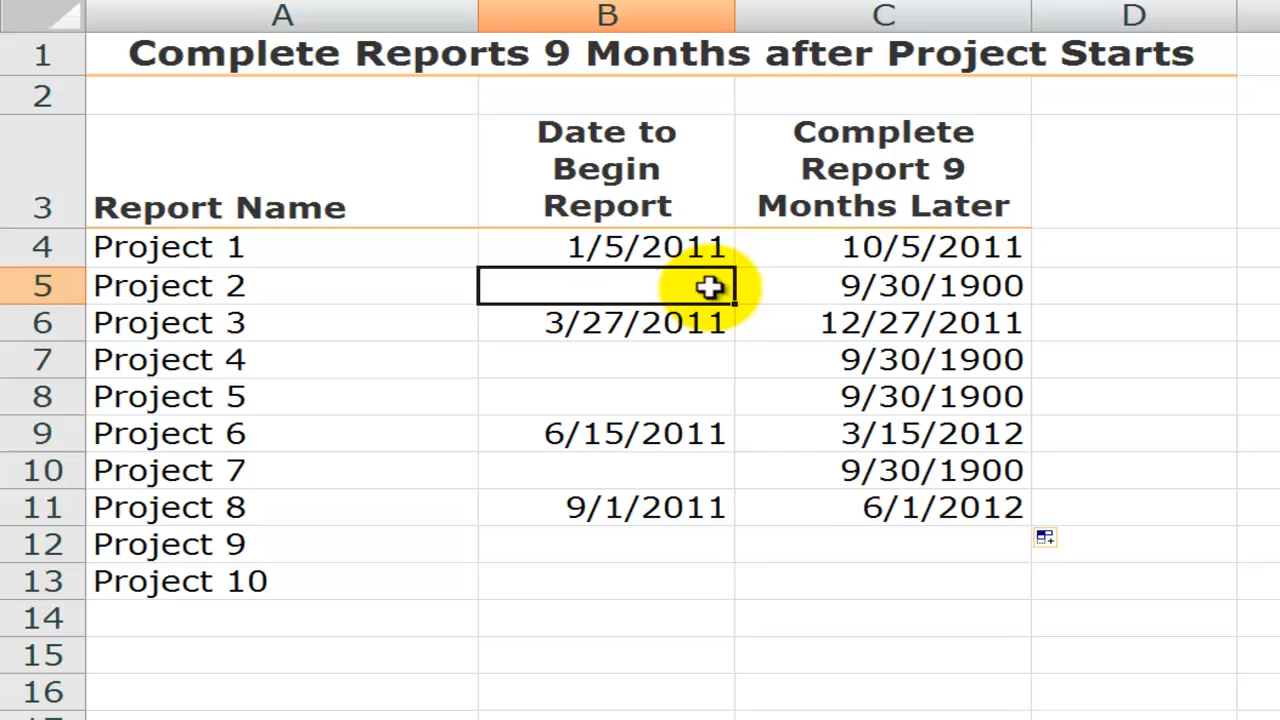 A B C D
1 Complete Reports 9 Months after Project Starts
2
Date to Complete
Begin Report 9
3 Report Name Report Months Later
4 Project 1 1/5/2011 10/5/2011
5 Project 2 9/30/1900
6 Project 3 3/27/2011 12/27/2011
7 Project 4 9/30/1900
8 Project 5 9/30/1900
9 Project 6 6/15/2011 3/15/2012
10 Project 7 9/30/1900
11 Project 8 9/1/2011 6/1/2012
12 Project 9
13 Project 10
14
15
16